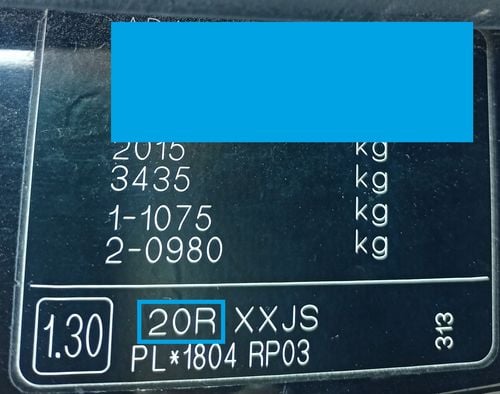 2015 kg
3435 kg
1-1075 kg
2-0980 kg
1.30
20R XXJS
PL*1804 RP03
313